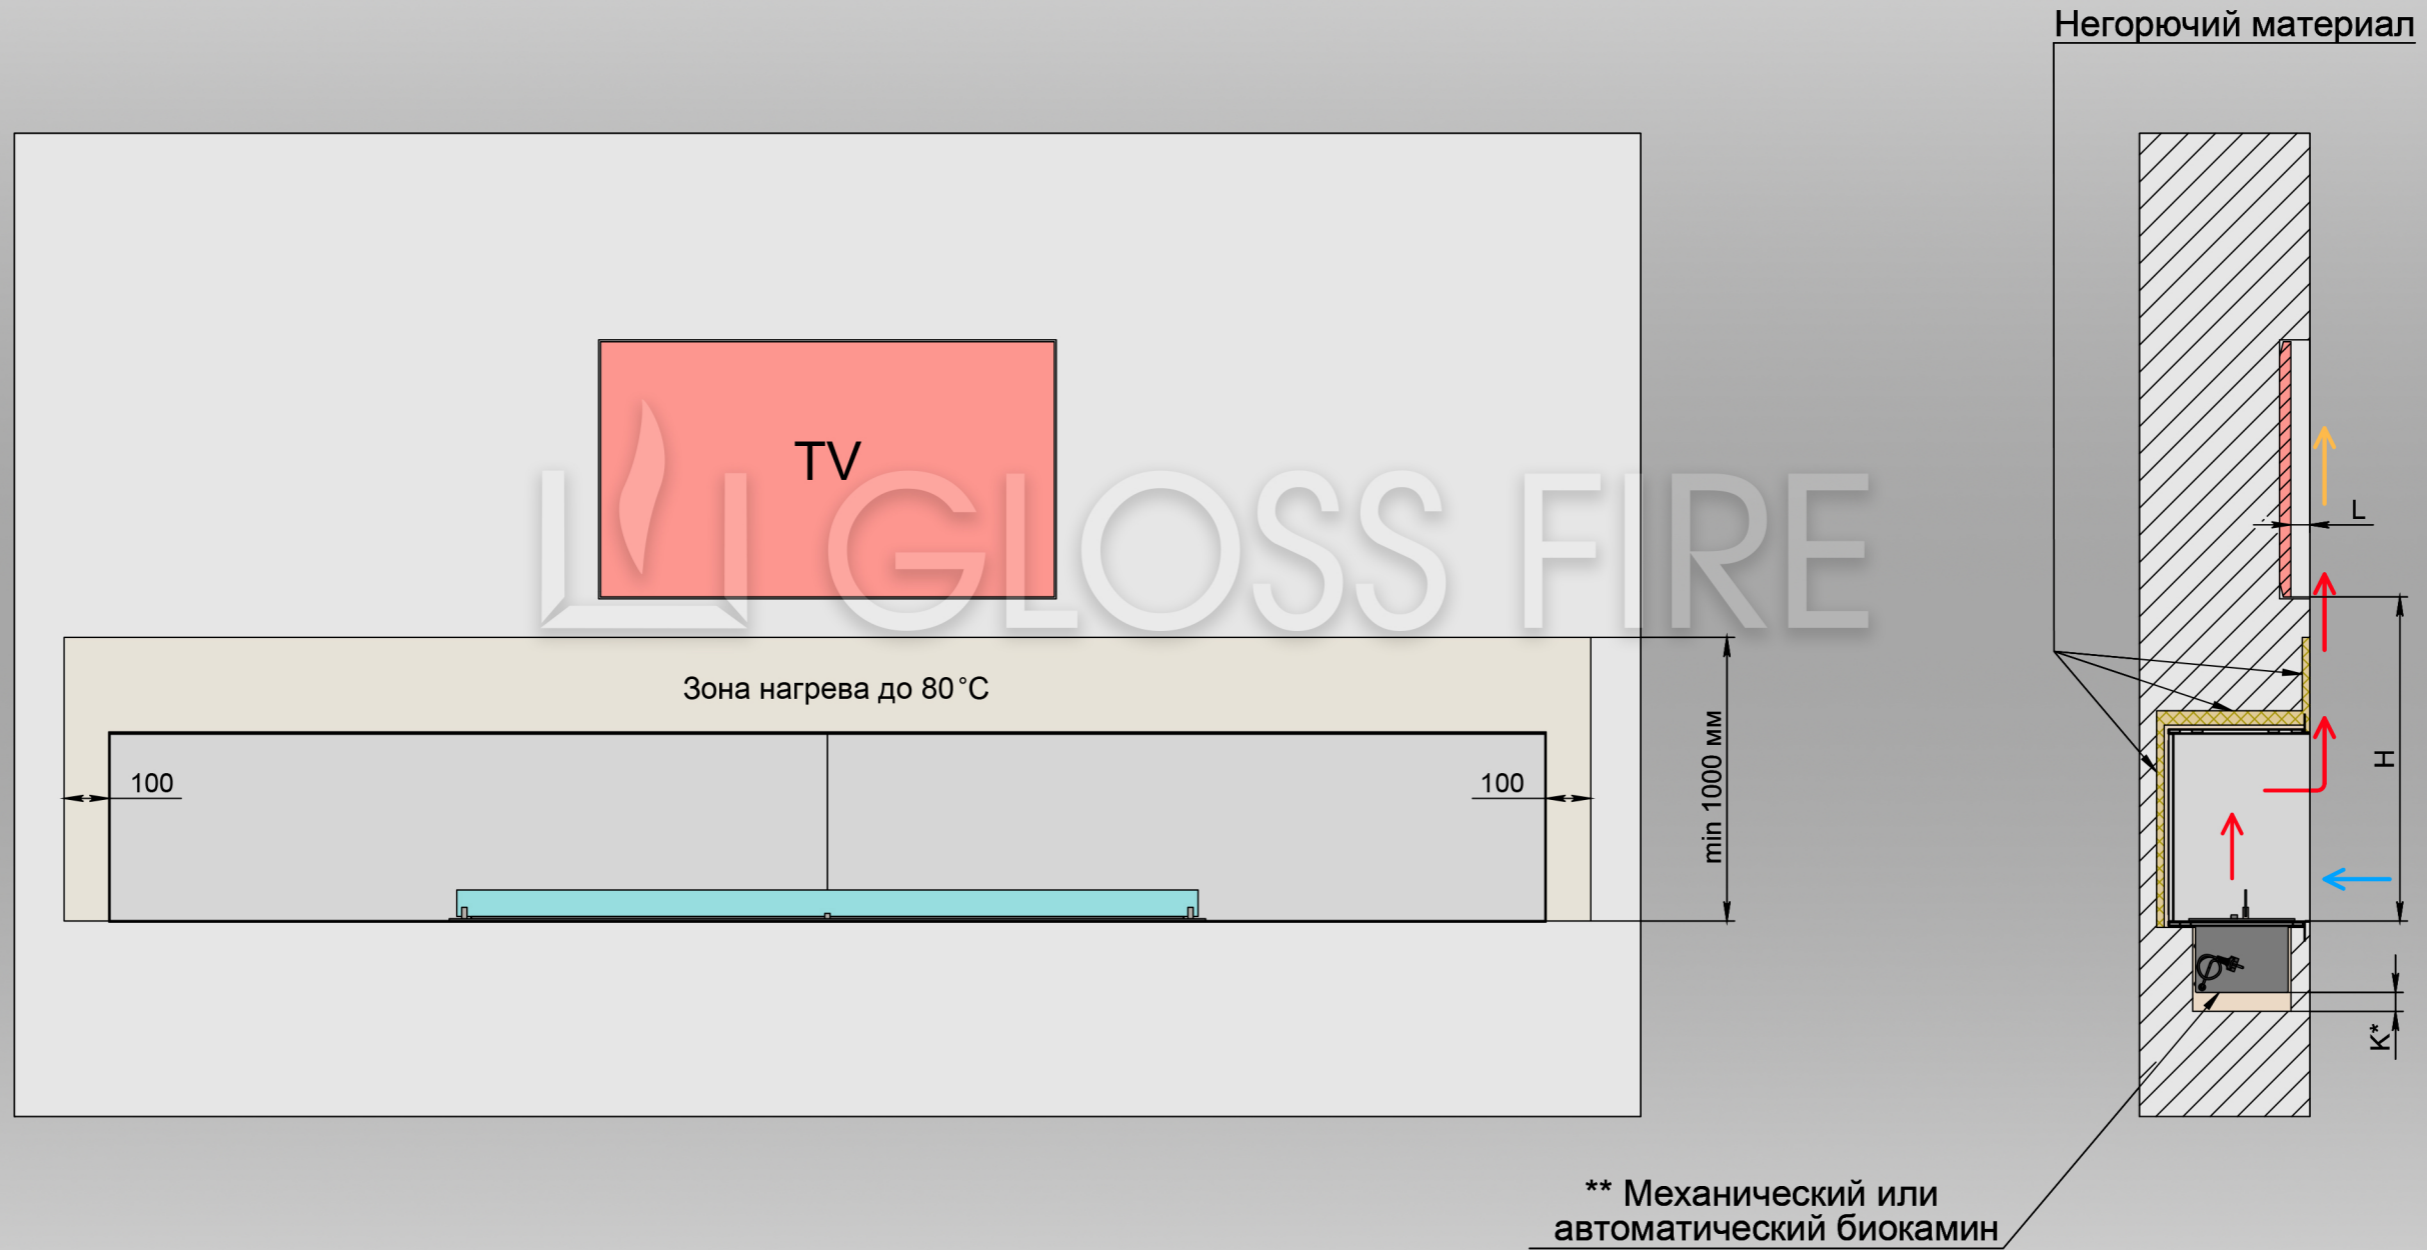 Негорючий материал
TV
GLOSS FIRE
L
Зона нагрева до 80°C
100
100
min 1000 мм
H
K*
** Механический или
автоматический биокамин